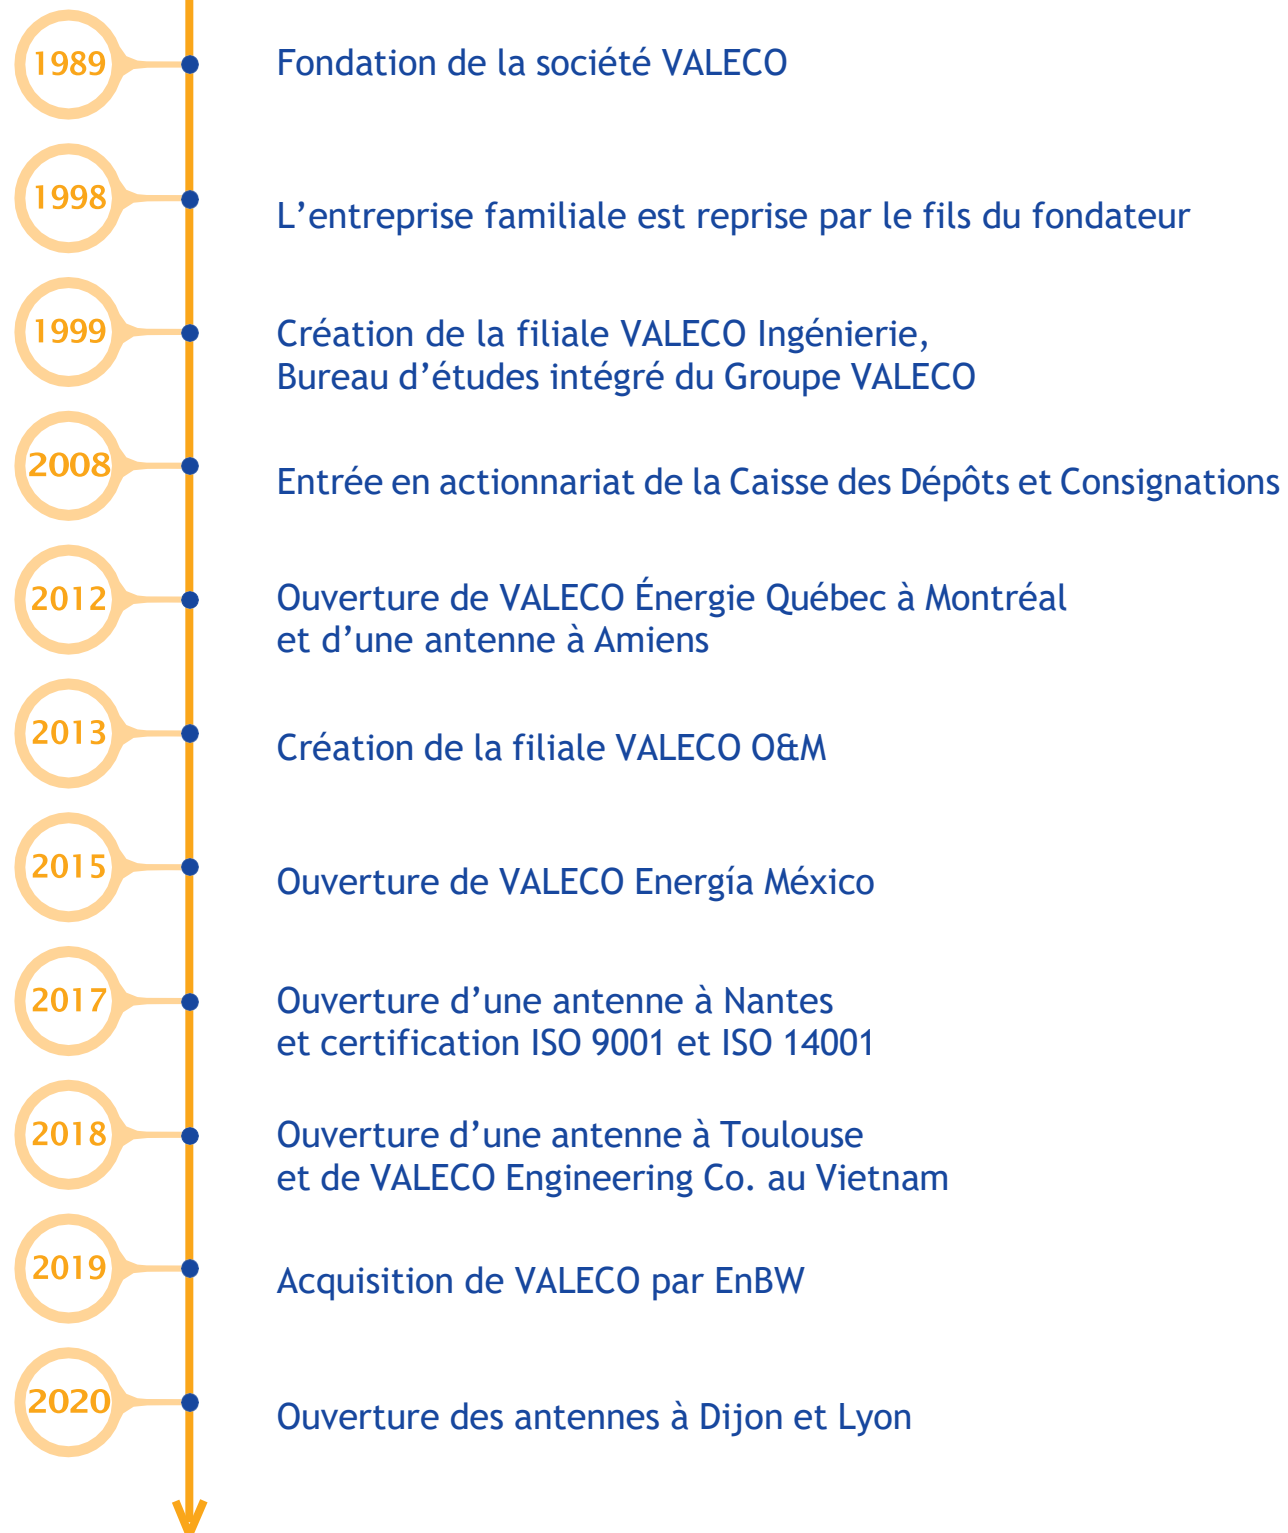 1989
Fondation de la société VALECO
1998
L’entreprise familiale est reprise par le fils du fondateur
1999
Création de la filiale VALECO Ingénierie,
Bureau d’études intégré du Groupe VALECO
2008
Entrée en actionnariat de la Caisse des Dépôts et Consignations
2012
Ouverture de VALECO Énergie Québec à Montréal
et d’une antenne à Amiens
2013
Création de la filiale VALECO O&M
2015
Ouverture de VALECO Energía México
2017
Ouverture d’une antenne à Nantes
et certification ISO 9001 et ISO 14001
2018
Ouverture d’une antenne à Toulouse
et de VALECO Engineering Co. au Vietnam
2019
Acquisition de VALECO par EnBW
2020
Ouverture des antennes à Dijon et Lyon